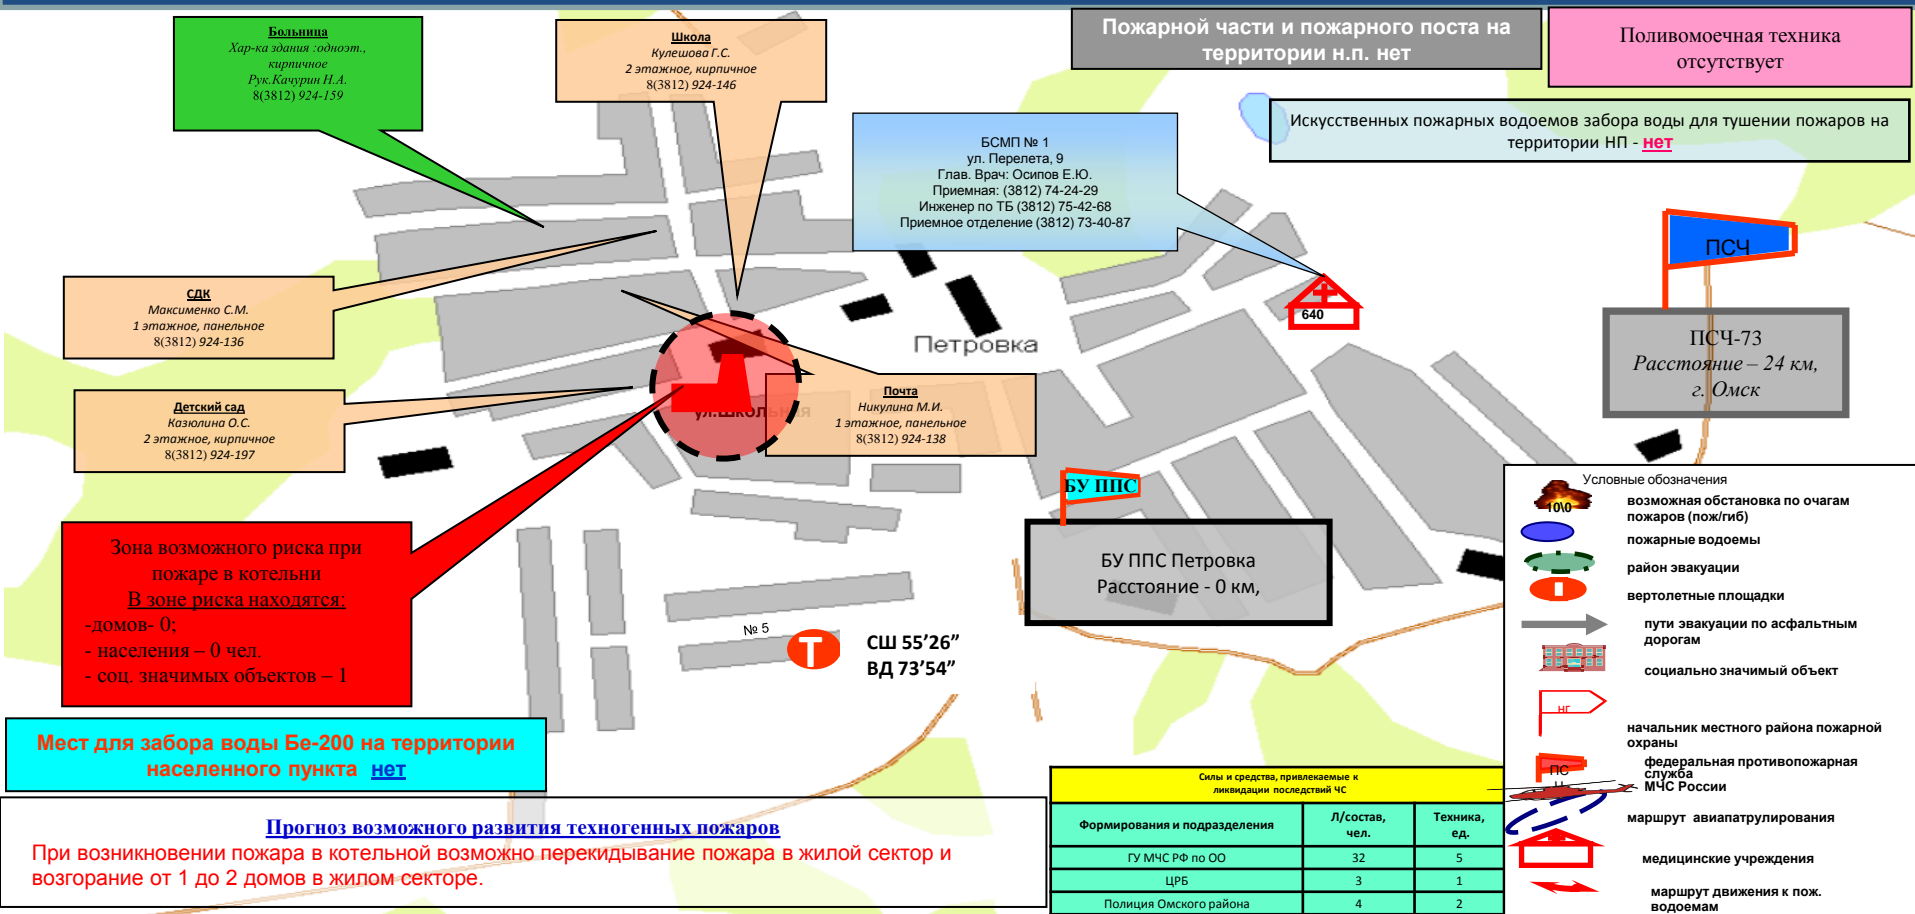 Больница
Хар-ка здания :одноэт.,
кирпичное
Рук.Качурин Н.А.
8(3812) 924-159
Школа
Кулешова Г.С.
2 этажное, кирпичное
8(3812) 924-146
Пожарной части и пожарного поста на
территории н.п. нет
Поливомоечная техника
отсутствует
Искусственных пожарных водоемов забора воды для тушении пожаров на
территории НП - нет
БСМП № 1
ул. Перелета, 9
Глав. Врач: Осипов Е.Ю.
Приемная: (3812) 74-24-29
Инженер по ТБ (3812) 75-42-68
Приемное отделение (3812) 73-40-87
ПСЧ
СДК
Максименко С.М.
1 этажное, панельное
8(3812) 924-136
640
Петровка
ПСЧ-73
Расстояние – 24 км,
г. Омск
Детский сад
Казюлина О.С.
2 этажное, кирпичное
8(3812) 924-197
ул.Школьная
Почта
Никулина М.И.
1 этажное, панельное
8(3812) 924-138
БУ ППС
БУ ППС Петровка
Расстояние - 0 км,
Зона возможного риска при
пожаре в котельни
В зоне риска находятся:
-домов- 0;
- населения – 0 чел.
- соц. значимых объектов – 1
№ 5
Т
СШ 55’26”
ВД 73’54”
Мест для забора воды Бе-200 на территории
населенного пункта нет
Прогноз возможного развития техногенных пожаров
При возникновении пожара в котельной возможно перекидывание пожара в жилой сектор и
возгорание от 1 до 2 домов в жилом секторе.
Силы и средства, привлекаемые к
ликвидации последствий ЧС
Формирования и подразделения
Л/состав,
чел.
Техника,
ед.
ГУ МЧС РФ по ОО 32 5
ЦРБ 3 1
Полиция Омского района 4 2
Условные обозначения
10\0
возможная обстановка по очагам
пожаров (пож/гиб)
пожарные водоемы
район эвакуации
вертолетные площадки
пути эвакуации по асфальтным
дорогам
социально значимый объект
НГ
начальник местного района пожарной
охраны
ПС
Ч
федеральная противопожарная
служба
МЧС России
маршрут авиапатрулирования
медицинские учреждения
маршрут движения к пож.
водоемам